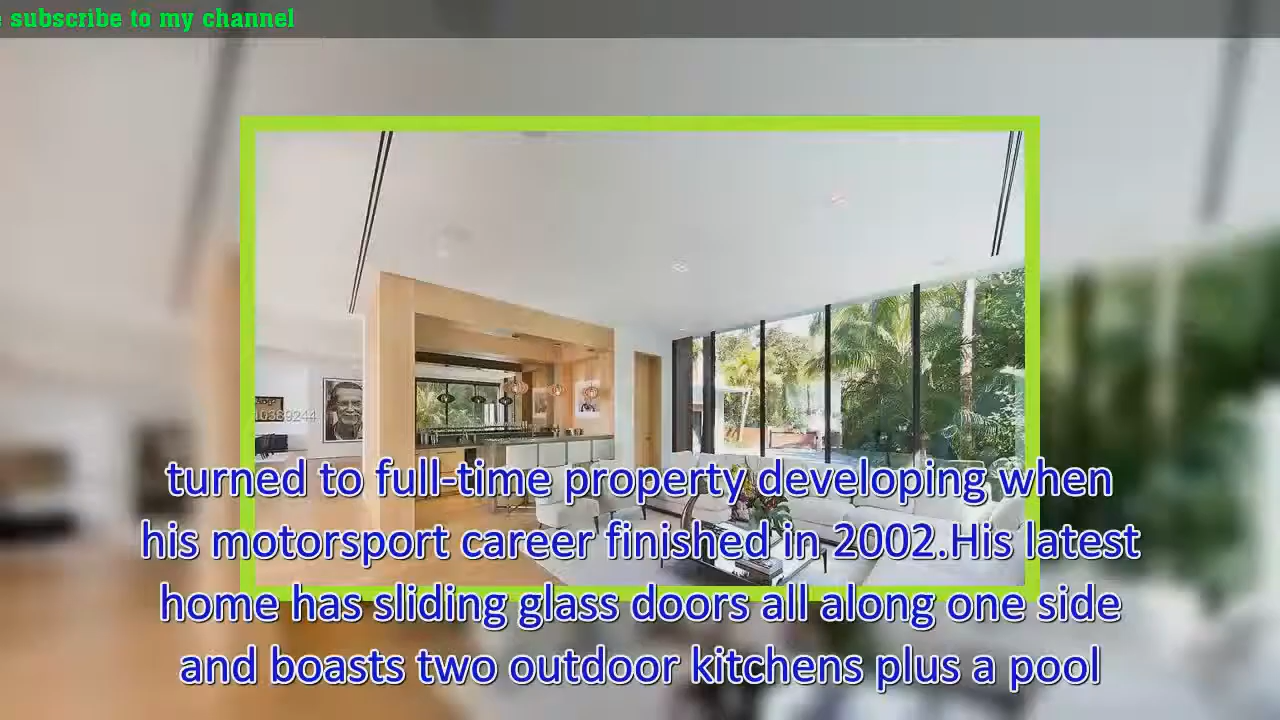 subscribe to my channel
10389244
turned to full-time property developing when
his motorsport career finished in 2002.His latest
home has sliding glass doors all along one side
and boasts two outdoor kitchens plus a pool